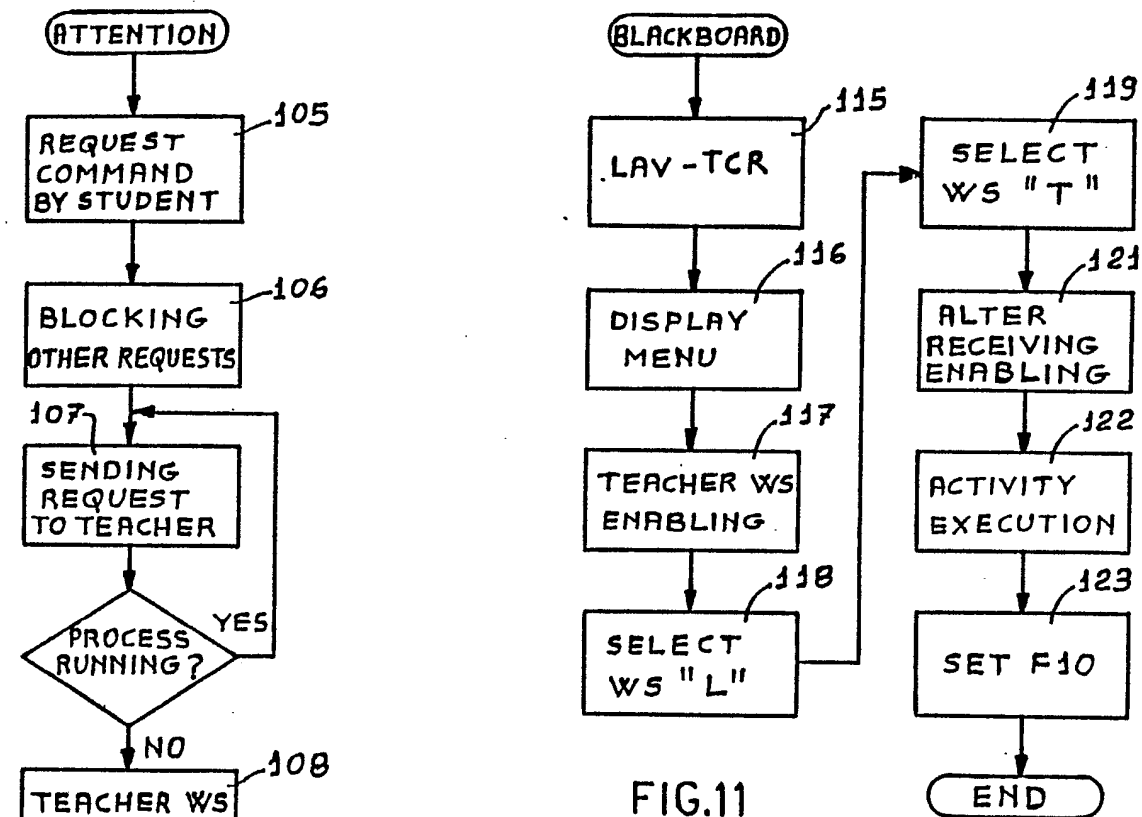 ATTENTION
105
REQUEST
COMMAND
BY STUDENT
106
BLOCKING
OTHER REQUESTS
107
SENDING
REQUEST
TO TEACHER
PROCESS
RUNNING?
YES
NO
108
TEACHER WS
BLACKBOARD
115
LAV-TCR
116
DISPLAY
MENU
117
TEACHER WS
ENABLING
118
SELECT
WS "L"
119
SELECT
WS "T"
121
ALTER
RECEIVING
ENABLING
122
ACTIVITY
EXECUTION
123
SET F10
END
FIG.11